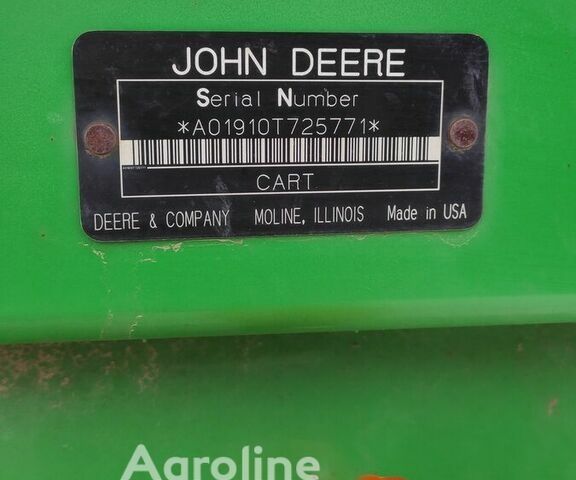 JOHN DEERE
Serial Number
*A01910T725771*
CART
DEERE & COMPANY MOLINE, ILLINOIS Made in USA
Agroline